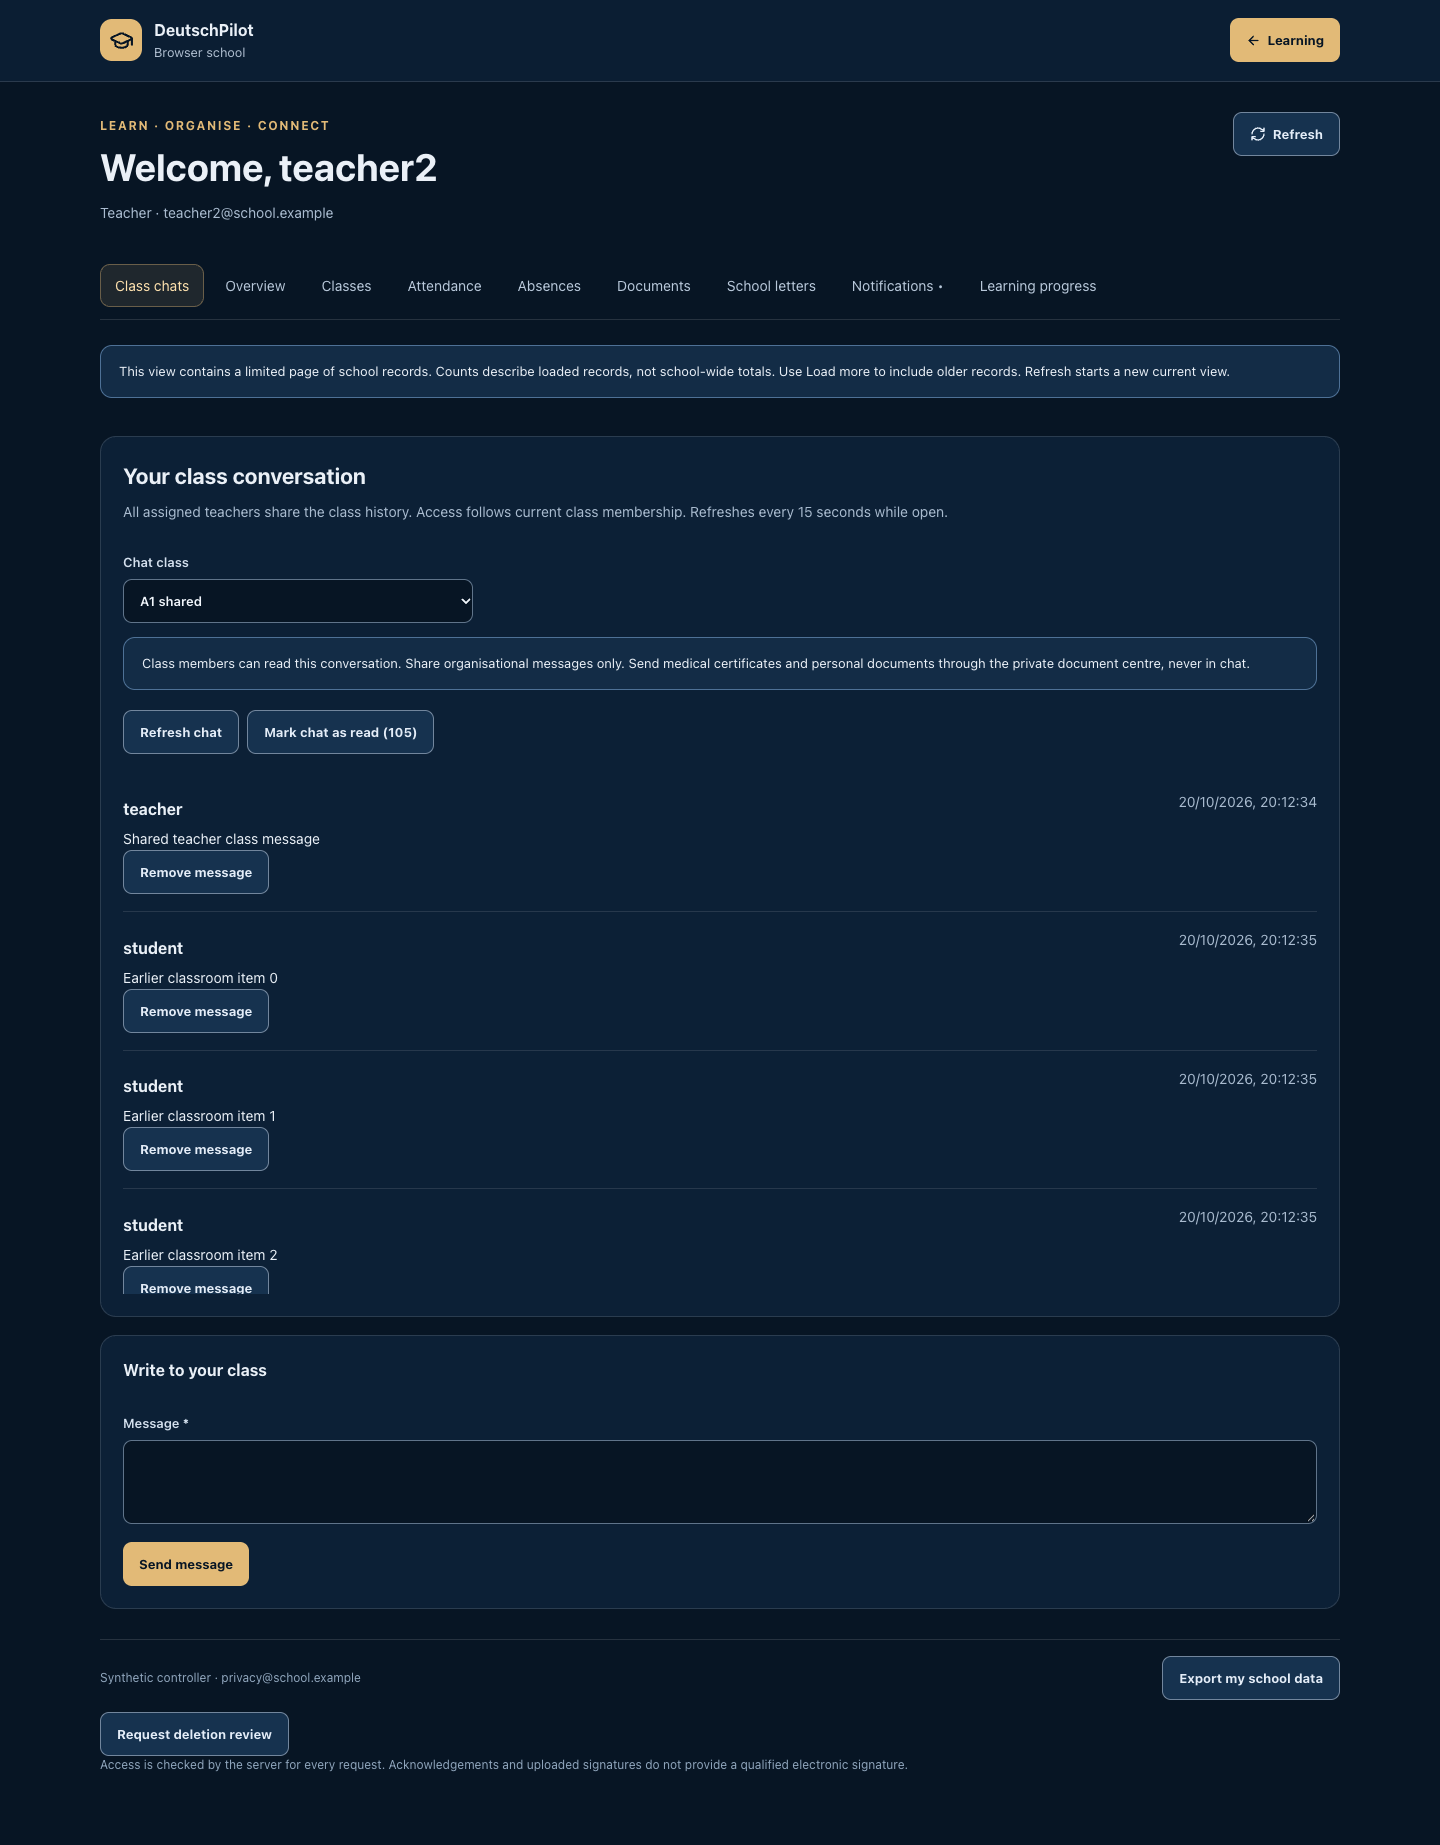 DeutschPilot
Browser school
← Learning
LEARN · ORGANISE · CONNECT
Refresh
Welcome, teacher2
Teacher · teacher2@school.example
Class chats Overview Classes Attendance Absences Documents School letters Notifications • Learning progress
This view contains a limited page of school records. Counts describe loaded records, not school-wide totals. Use Load more to include older records. Refresh starts a new current view.
Your class conversation
All assigned teachers share the class history. Access follows current class membership. Refreshes every 15 seconds while open.
Chat class
A1 shared
Class members can read this conversation. Share organisational messages only. Send medical certificates and personal documents through the private document centre, never in chat.
Refresh chat Mark chat as read (105)
teacher 20/10/2026, 20:12:34
Shared teacher class message
Remove message
student 20/10/2026, 20:12:35
Earlier classroom item 0
Remove message
student 20/10/2026, 20:12:35
Earlier classroom item 1
Remove message
student 20/10/2026, 20:12:35
Earlier classroom item 2
Remove message
Write to your class
Message *
Send message
Synthetic controller · privacy@school.example
Export my school data
Request deletion review
Access is checked by the server for every request. Acknowledgements and uploaded signatures do not provide a qualified electronic signature.